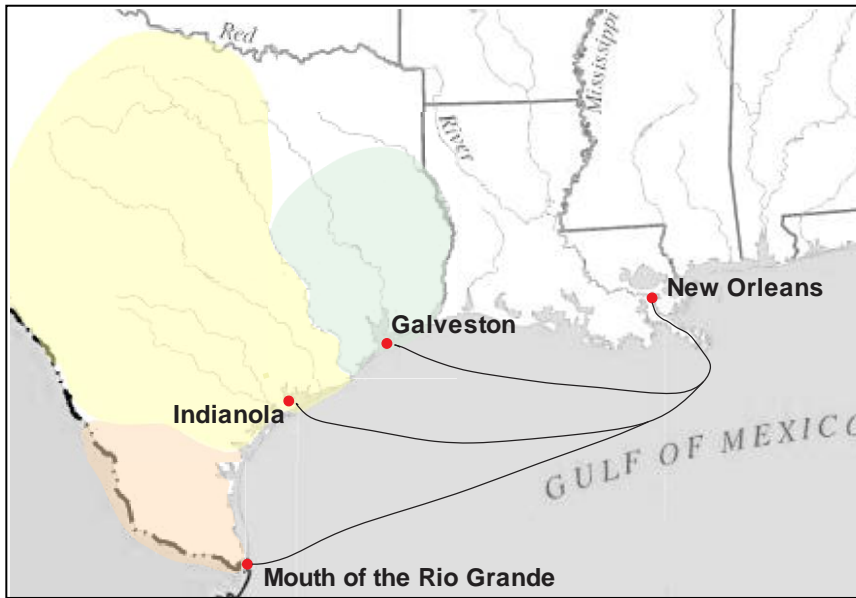 Red
Mississippi
River
New Orleans
Galveston
Indianola
GULF OF MEXICO
Mouth of the Rio Grande